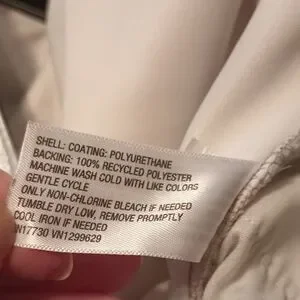 SHELL: COATING: POLYURETHANE
BACKING: 100% RECYCLED POLYESTER
MACHINE WASH COLD WITH LIKE COLORS
GENTLE CYCLE
ONLY NON-CHLORINE BLEACH IF NEEDED
TUMBLE DRY LOW, REMOVE PROMPTLY
COOL IRON IF NEEDED
N17730 VN1299629